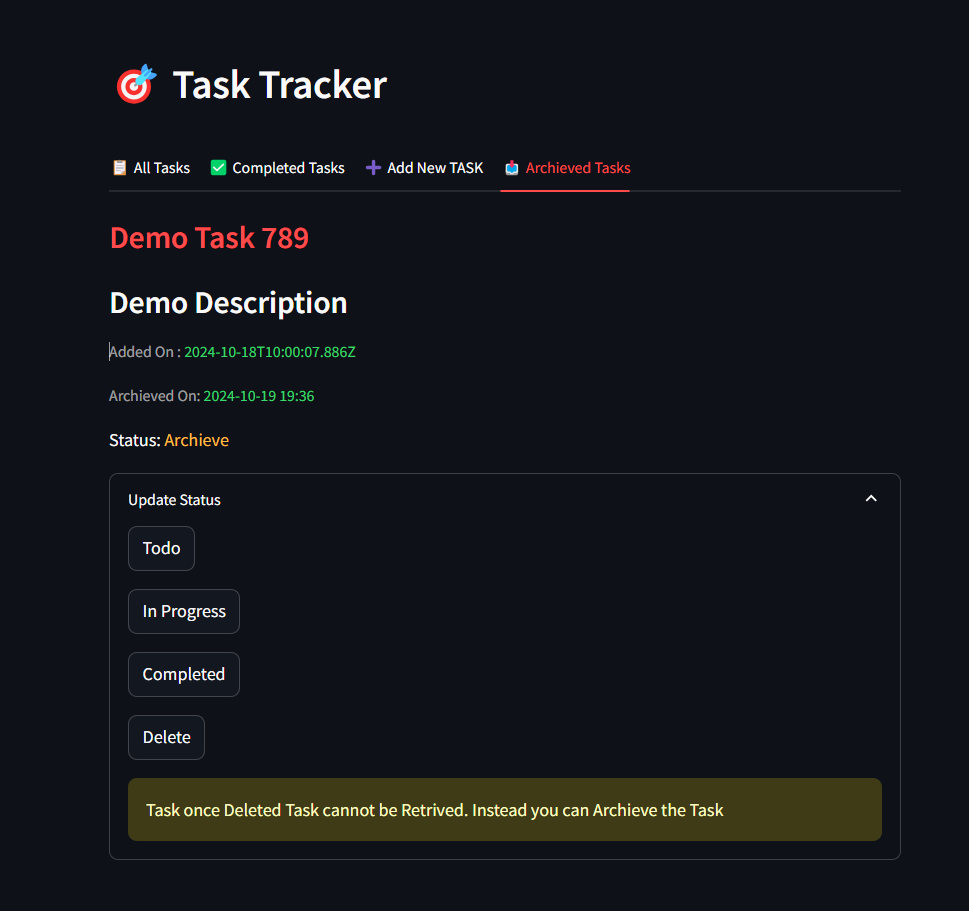 Task Tracker
All Tasks Completed Tasks Add New TASK Archieved Tasks
Demo Task 789
Demo Description
Added On : 2024-10-18T10:00:07.886Z
Archieved On: 2024-10-19 19:36
Status: Archieve
Update Status
Todo
In Progress
Completed
Delete
Task once Deleted Task cannot be Retrived. Instead you can Archieve the Task